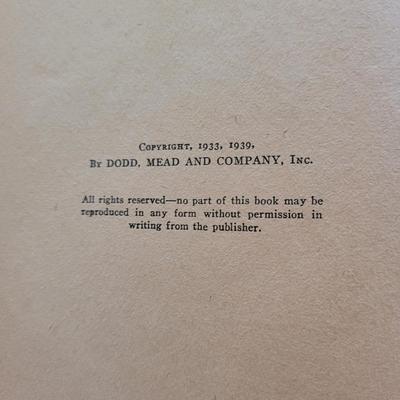 Copyright, 1933, 1939,
By DODD, MEAD AND COMPANY, Inc.
All rights reserved—no part of this book may be
reproduced in any form without permission in
writing from the publisher.